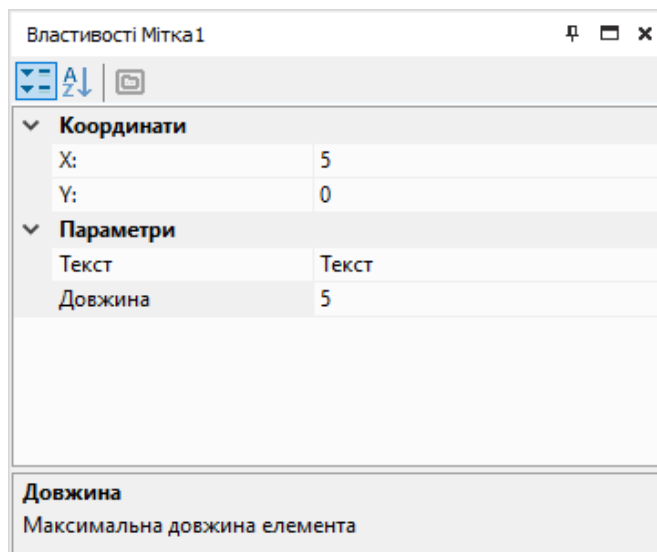 Властивості Мітка1
Координати
X: 5
Y: 0
Параметри
Текст Текст
Довжина 5
Довжина
Максимальна довжина елемента